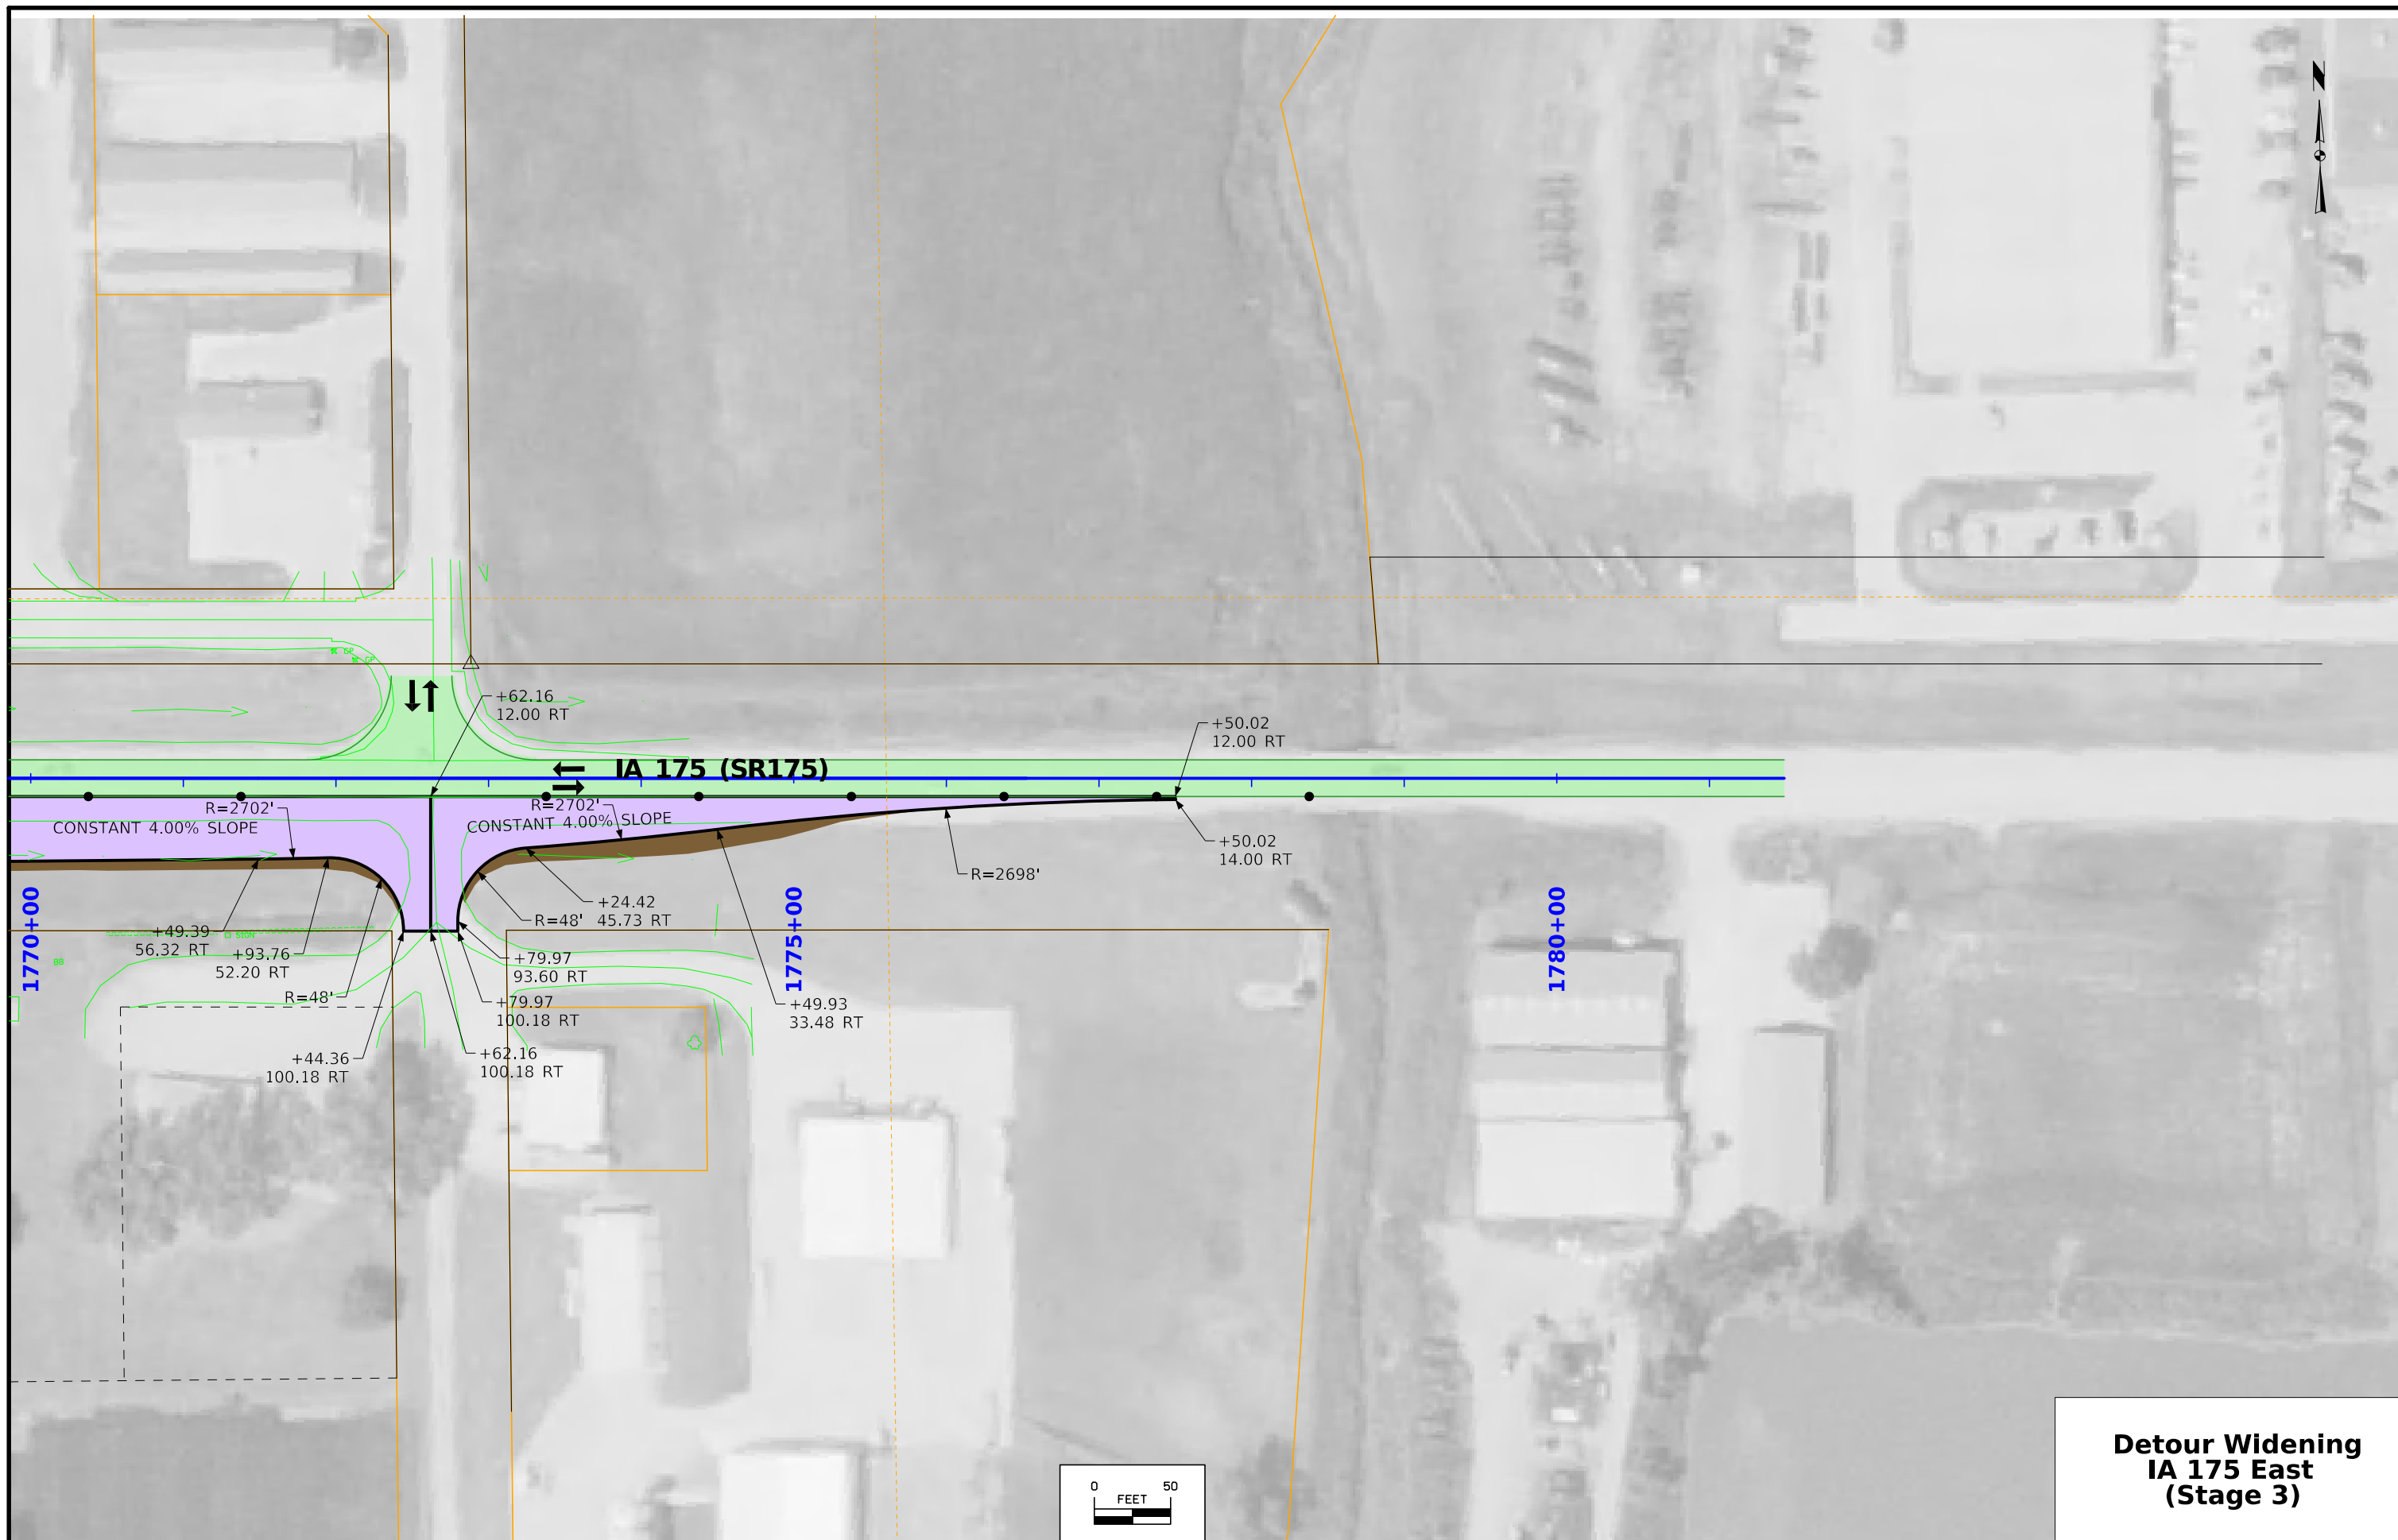 N
GP
GP
+62.16
12.00 RT
+50.02
12.00 RT
IA 175 (SR175)
R=2702'
CONSTANT 4.00% SLOPE
R=2702'
CONSTANT 4.00% SLOPE
+50.02
14.00 RT
R=2698'
+24.42
45.73 RT
R=48'
1770+00
1775+00
1780+00
+49.39
56.32 RT
SIGN
+93.76
52.20 RT
BB
R=48'
+79.97
93.60 RT
+79.97
100.18 RT
+49.93
33.48 RT
+44.36
100.18 RT
+62.16
100.18 RT
0 50
FEET
Detour Widening
IA 175 East
(Stage 3)